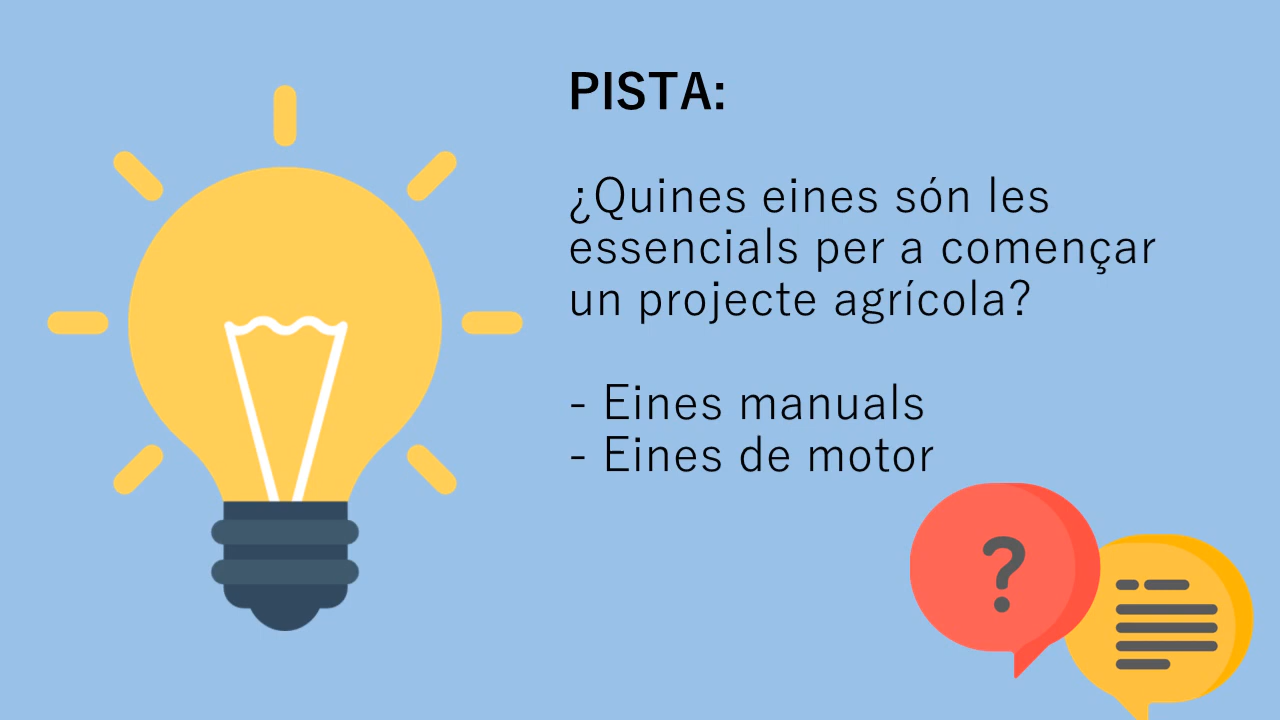 PISTA:
¿Quines eines són les
essencials per a començar
un projecte agrícola?
- Eines manuals
- Eines de motor
?